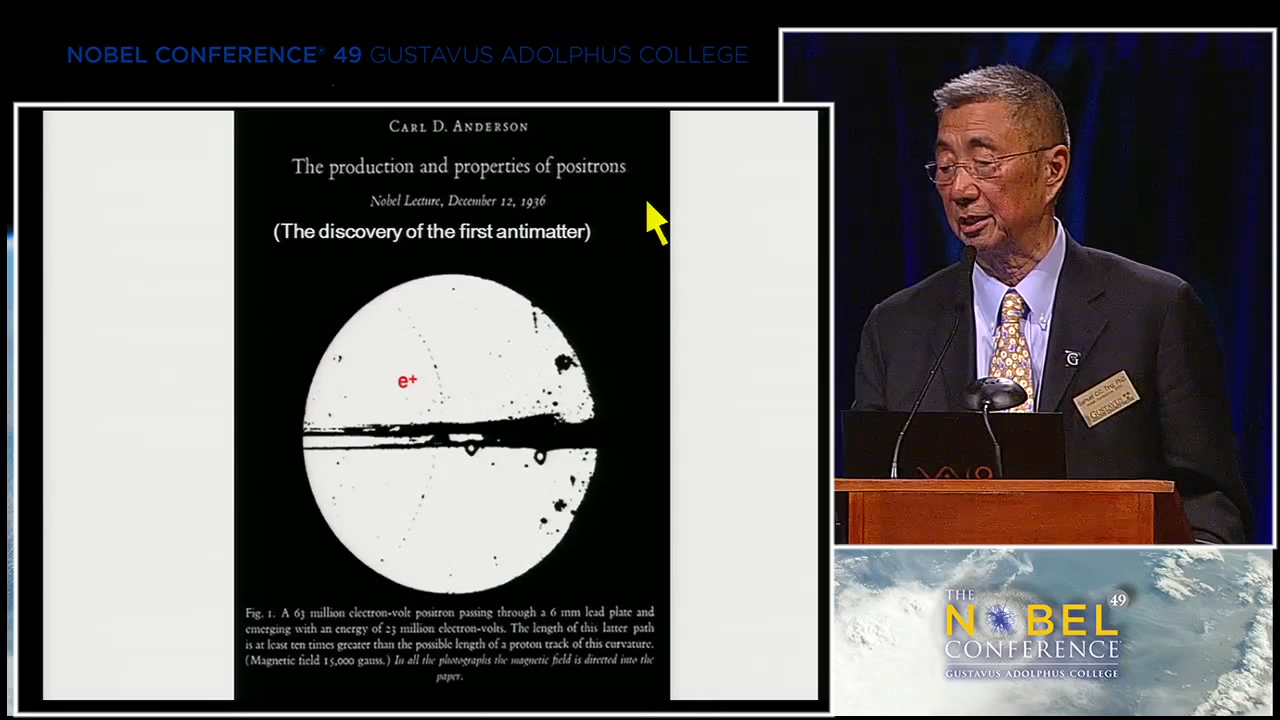 NOBEL CONFERENCE® 49 GUSTAVUS ADOLPHUS COLLEGE
CARL D. ANDERSON
The production and properties of positrons
Nobel Lecture, December 12, 1936
(The discovery of the first antimatter)
e+
Fig. 1. A 63 million electron-volt positron passing through a 6 mm lead plate and
emerging with an energy of 23 million electron-volts. The length of this latter path
is at least ten times greater than the possible length of a proton track of this curvature.
(Magnetic field 15,000 gauss.) In all the photographs the magnetic field is directed into the
paper.
G
GUSTAVUS
VAIO
THE
NOBEL 49
CONFERENCE
GUSTAVUS ADOLPHUS COLLEGE